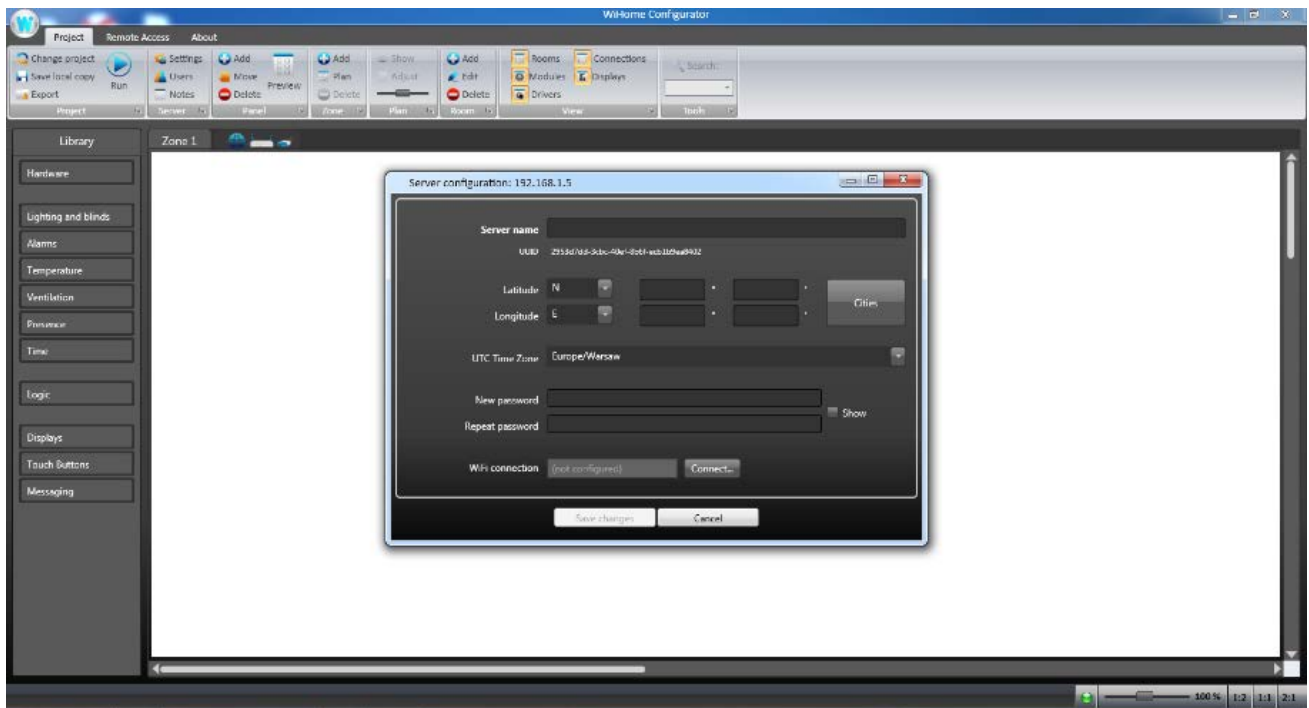 WiHome Configurator
W
Project Remote Access About
Change project
Save local copy
Export
Run
Project
Settings
Users
Notes
Server
Add
Move
Delete
Preview
Panel
Add
Plan
Delete
Zone
Show
Adjust
Plan
Add
Edit
Delete
Room
Rooms Connections
Modules Displays
Drivers
View
Search:
Tools
Library
Zone 1
Hardware
Lighting and blinds
Alarms
Temperature
Ventilation
Presence
Time
Logic
Displays
Touch Buttons
Messaging
Server configuration: 192.168.1.5
Server name
UUID
Latitude N ° '
Longitude E ° '
Cities
UTC Time Zone Europe/Warsaw
New password
Repeat password
Show
WiFi connection (not configured) Connect...
Save changes Cancel
100 % 1:2 1:1 2:1